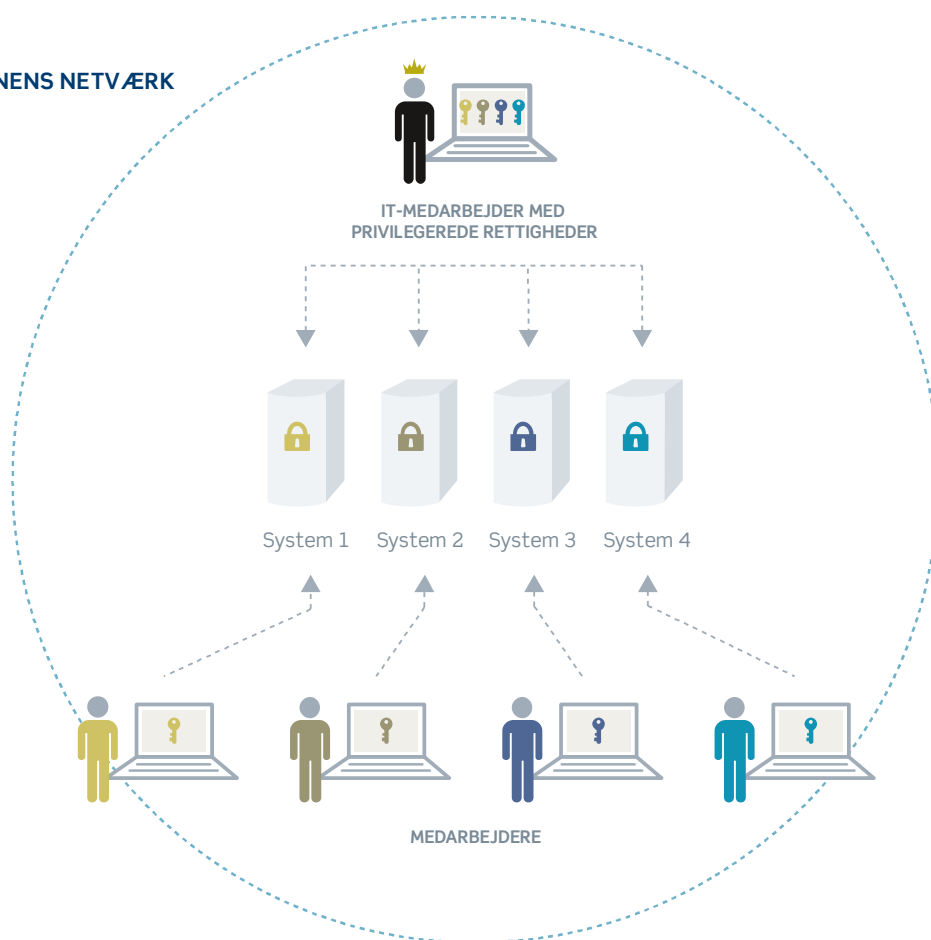 NENS NETVÆRK
IT-MEDARBEJDER MED
PRIVILEGEREDE RETTIGHEDER
System 1 System 2 System 3 System 4
MEDARBEJDERE